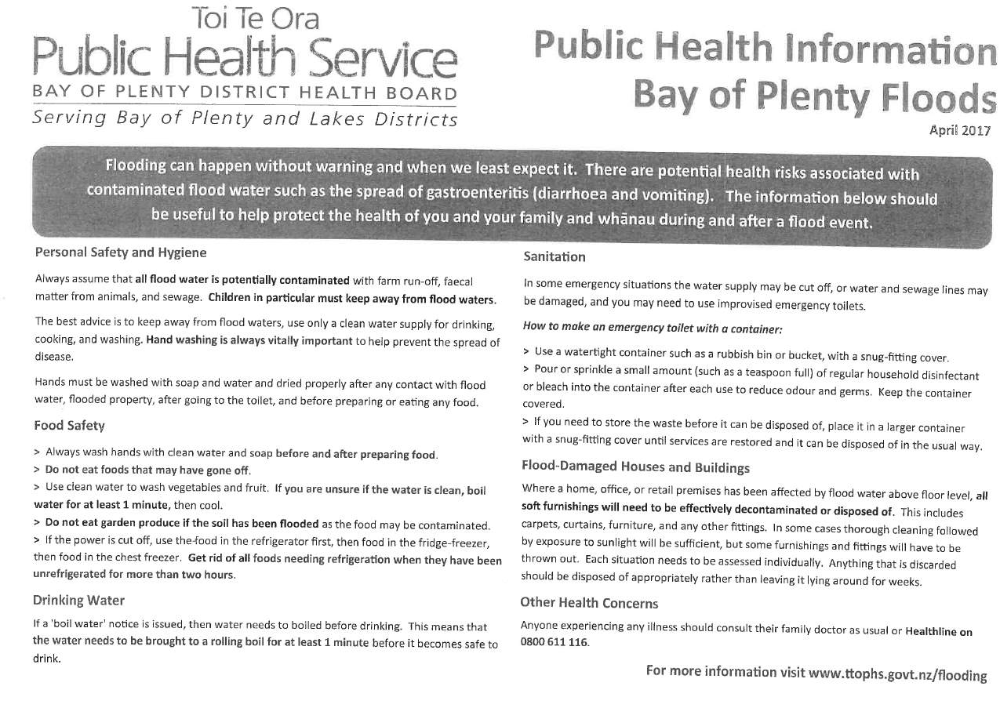 Toi Te Ora
Public Health Service
BAY OF PLENTY DISTRICT HEALTH BOARD
Serving Bay of Plenty and Lakes Districts
Public Health Information
Bay of Plenty Floods
April 2017
Flooding can happen without warning and when we least expect it. There are potential health risks associated with
contaminated flood water such as the spread of gastroenteritis (diarrhoea and vomiting). The information below should
be useful to help protect the health of you and your family and whānau during and after a flood event.
Personal Safety and Hygiene
Always assume that all flood water is potentially contaminated with farm run-off, faecal
matter from animals, and sewage. Children in particular must keep away from flood waters.
The best advice is to keep away from flood waters, use only a clean water supply for drinking,
cooking, and washing. Hand washing is always vitally important to help prevent the spread of
disease.
Hands must be washed with soap and water and dried properly after any contact with flood
water, flooded property, after going to the toilet, and before preparing or eating any food.
Food Safety
> Always wash hands with clean water and soap before and after preparing food.
> Do not eat foods that may have gone off.
> Use clean water to wash vegetables and fruit. If you are unsure if the water is clean, boil
water for at least 1 minute, then cool.
> Do not eat garden produce if the soil has been flooded as the food may be contaminated.
> If the power is cut off, use the food in the refrigerator first, then food in the fridge-freezer,
then food in the chest freezer. Get rid of all foods needing refrigeration when they have been
unrefrigerated for more than two hours.
Drinking Water
If a 'boil water' notice is issued, then water needs to boiled before drinking. This means that
the water needs to be brought to a rolling boil for at least 1 minute before it becomes safe to
drink.
Sanitation
In some emergency situations the water supply may be cut off, or water and sewage lines may
be damaged, and you may need to use improvised emergency toilets.
How to make an emergency toilet with a container:
> Use a watertight container such as a rubbish bin or bucket, with a snug-fitting cover.
> Pour or sprinkle a small amount (such as a teaspoon full) of regular household disinfectant
or bleach into the container after each use to reduce odour and germs. Keep the container
covered.
> If you need to store the waste before it can be disposed of, place it in a larger container
with a snug-fitting cover until services are restored and it can be disposed of in the usual way.
Flood-Damaged Houses and Buildings
Where a home, office, or retail premises has been affected by flood water above floor level, all
soft furnishings will need to be effectively decontaminated or disposed of. This includes
carpets, curtains, furniture, and any other fittings. In some cases thorough cleaning followed
by exposure to sunlight will be sufficient, but some furnishings and fittings will have to be
thrown out. Each situation needs to be assessed individually. Anything that is discarded
should be disposed of appropriately rather than leaving it lying around for weeks.
Other Health Concerns
Anyone experiencing any illness should consult their family doctor as usual or Healthline on
0800 611 116.
For more information visit www.ttophs.govt.nz/flooding